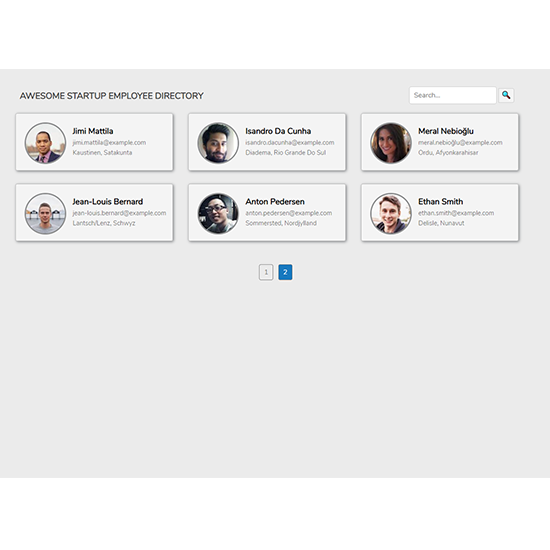 AWESOME STARTUP EMPLOYEE DIRECTORY
Search...
Jimi Mattila
jimi.mattila@example.com
Kaustinen, Satakunta
Isandro Da Cunha
isandro.dacunha@example.com
Diadema, Rio Grande Do Sul
Meral Nebioğlu
meral.nebioğlu@example.com
Ordu, Afyonkarahisar
Jean-Louis Bernard
jean-louis.bernard@example.com
Lantsch/Lenz, Schwyz
Anton Pedersen
anton.pedersen@example.com
Sommersted, Nordjylland
Ethan Smith
ethan.smith@example.com
Delisle, Nunavut
1 2